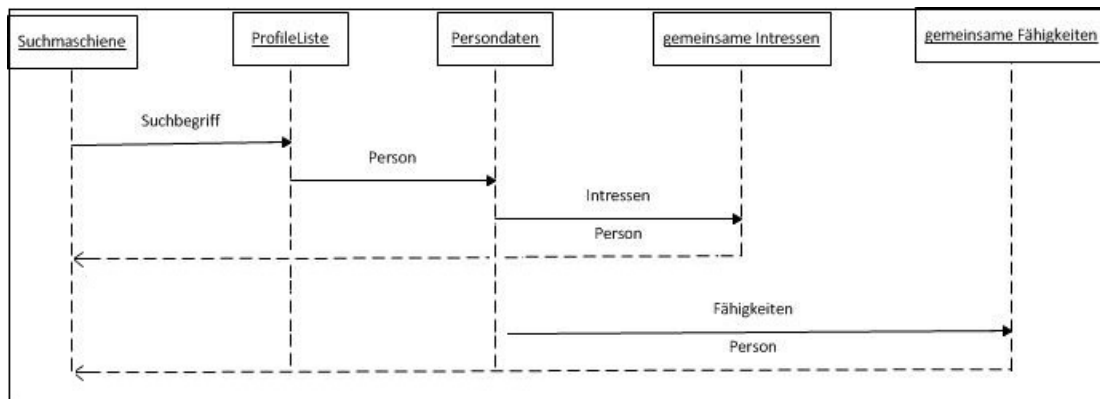 Suchmaschiene
ProfileListe
Persondaten
gemeinsame Intressen
gemeinsame Fähigkeiten
Suchbegriff
Person
Intressen
Person
Fähigkeiten
Person